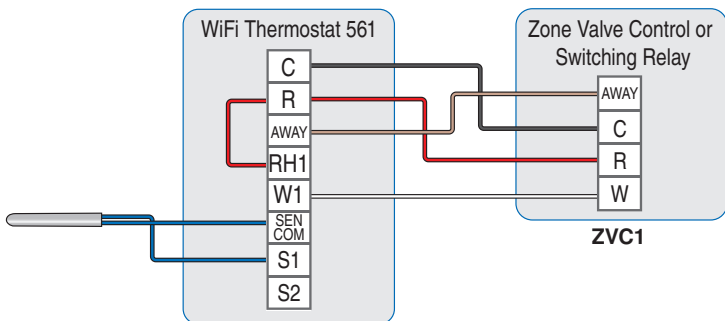 WiFi Thermostat 561
C
R
AWAY
RH1
W1
SEN
COM
S1
S2
Zone Valve Control or
Switching Relay
AWAY
C
R
W
ZVC1